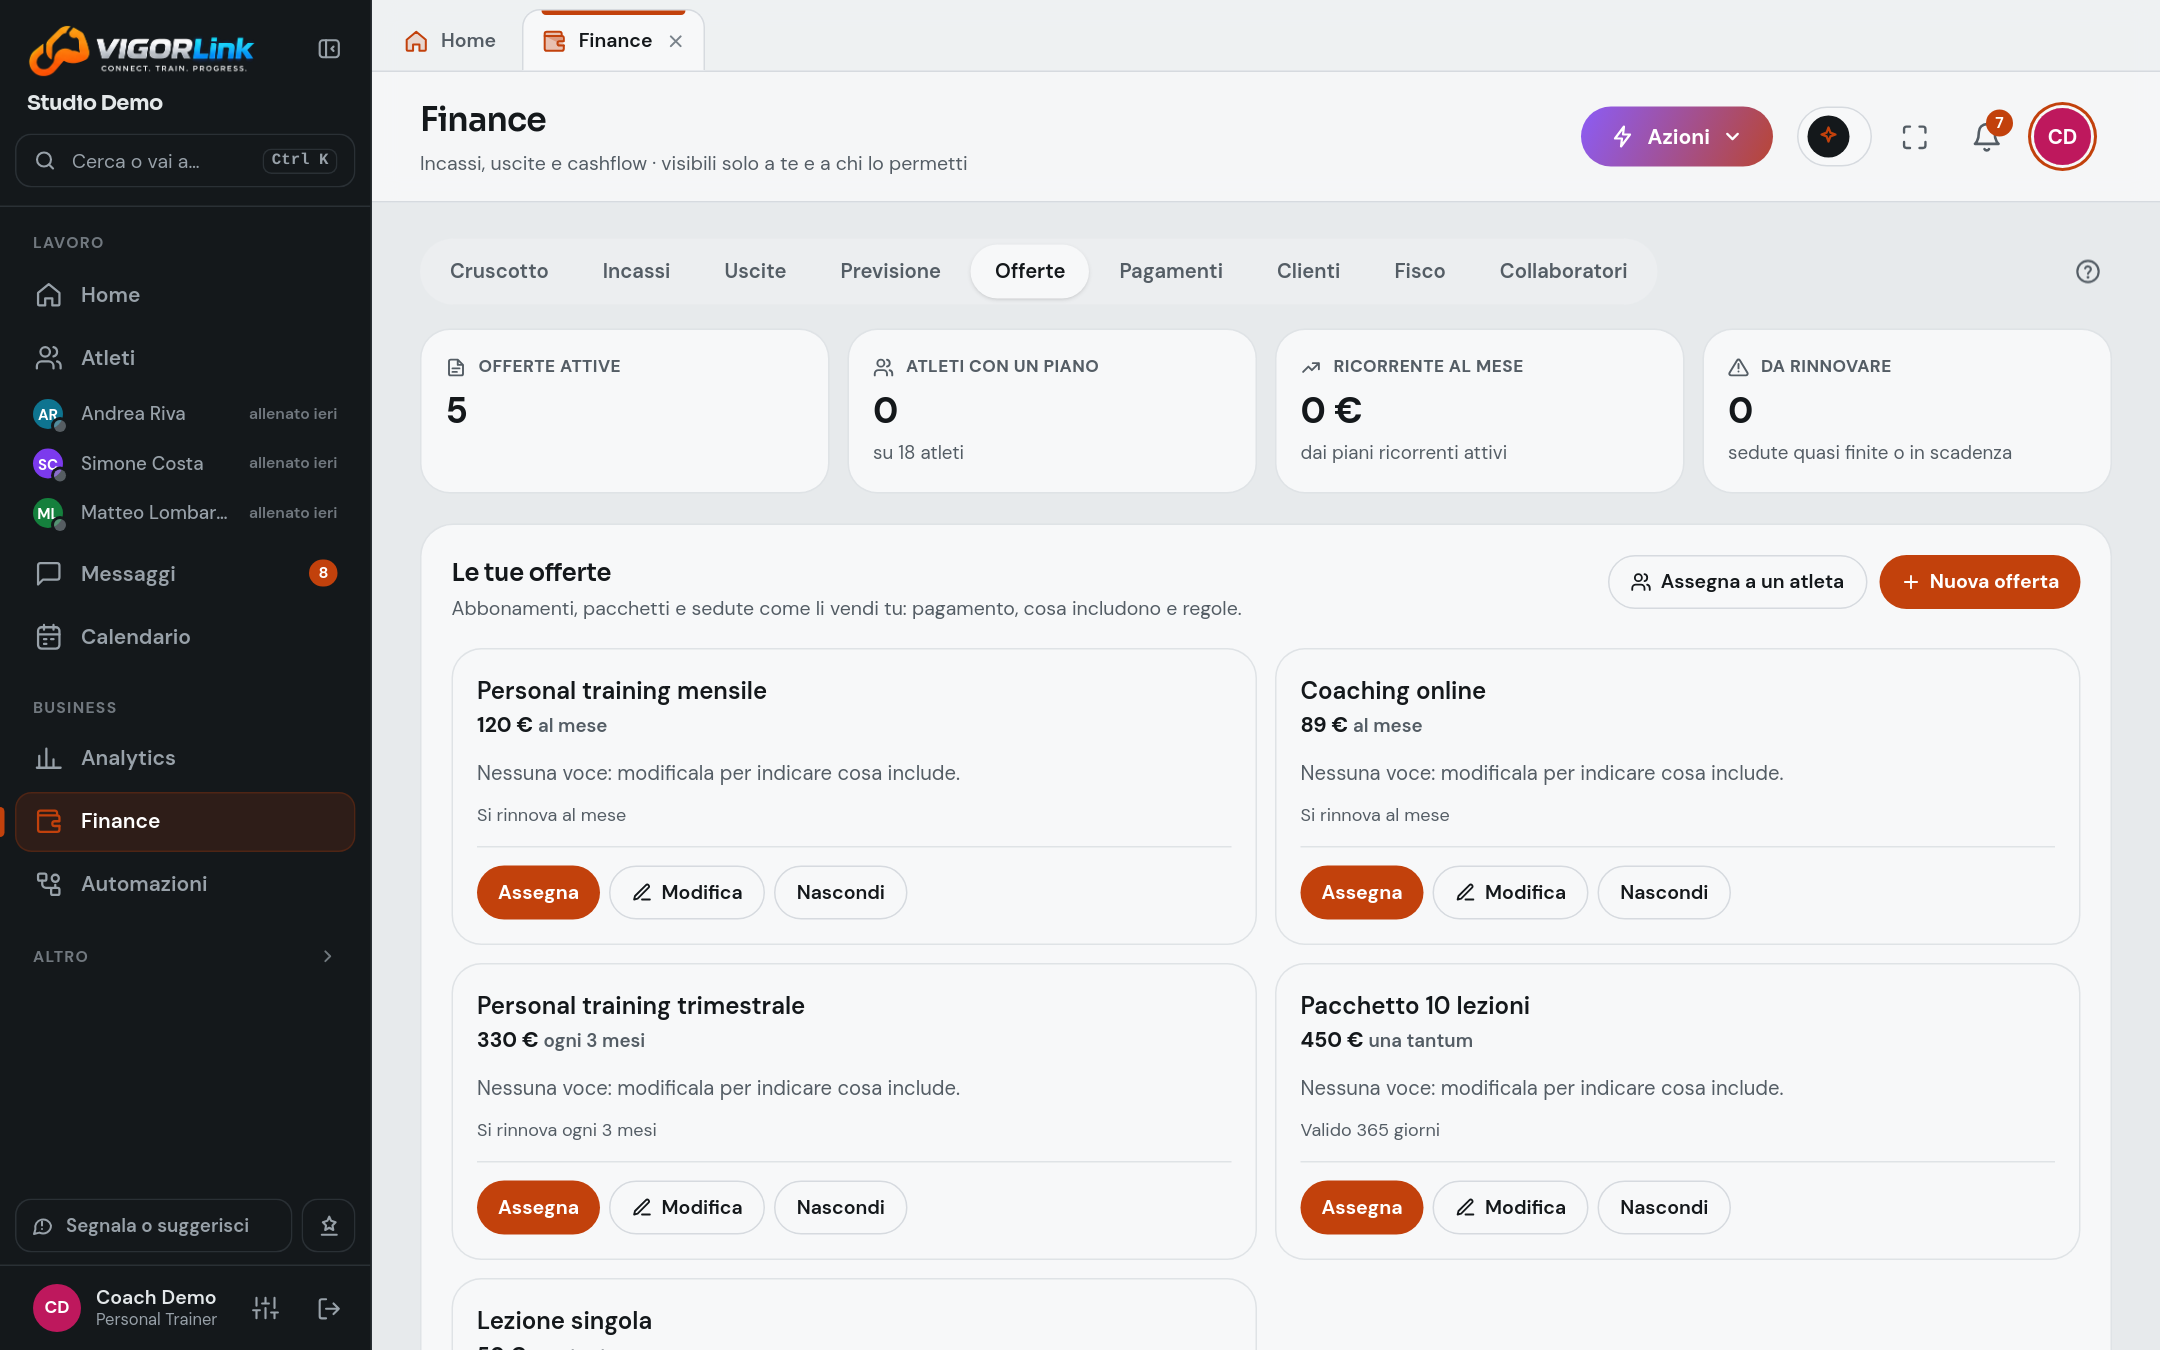 VIGORLink
CONNECT. TRAIN. PROGRESS.
Studio Demo
Cerca o vai a... Ctrl K
LAVORO
Home
Atleti
AR Andrea Riva allenato ieri
SC Simone Costa allenato ieri
ML Matteo Lombar... allenato ieri
Messaggi 8
Calendario
BUSINESS
Analytics
Finance
Automazioni
ALTRO
Segnala o suggerisci
CD Coach Demo
Personal Trainer
Home Finance
Finance
Incassi, uscite e cashflow · visibili solo a te e a chi lo permetti
Azioni 7 CD
Cruscotto Incassi Uscite Previsione Offerte Pagamenti Clienti Fisco Collaboratori
OFFERTE ATTIVE
5
ATLETI CON UN PIANO
0
su 18 atleti
RICORRENTE AL MESE
0 €
dai piani ricorrenti attivi
DA RINNOVARE
0
sedute quasi finite o in scadenza
Le tue offerte
Abbonamenti, pacchetti e sedute come li vendi tu: pagamento, cosa includono e regole.
Assegna a un atleta + Nuova offerta
Personal training mensile
120 € al mese
Nessuna voce: modificala per indicare cosa include.
Si rinnova al mese
Assegna Modifica Nascondi
Coaching online
89 € al mese
Nessuna voce: modificala per indicare cosa include.
Si rinnova al mese
Assegna Modifica Nascondi
Personal training trimestrale
330 € ogni 3 mesi
Nessuna voce: modificala per indicare cosa include.
Si rinnova ogni 3 mesi
Assegna Modifica Nascondi
Pacchetto 10 lezioni
450 € una tantum
Nessuna voce: modificala per indicare cosa include.
Valido 365 giorni
Assegna Modifica Nascondi
Lezione singola